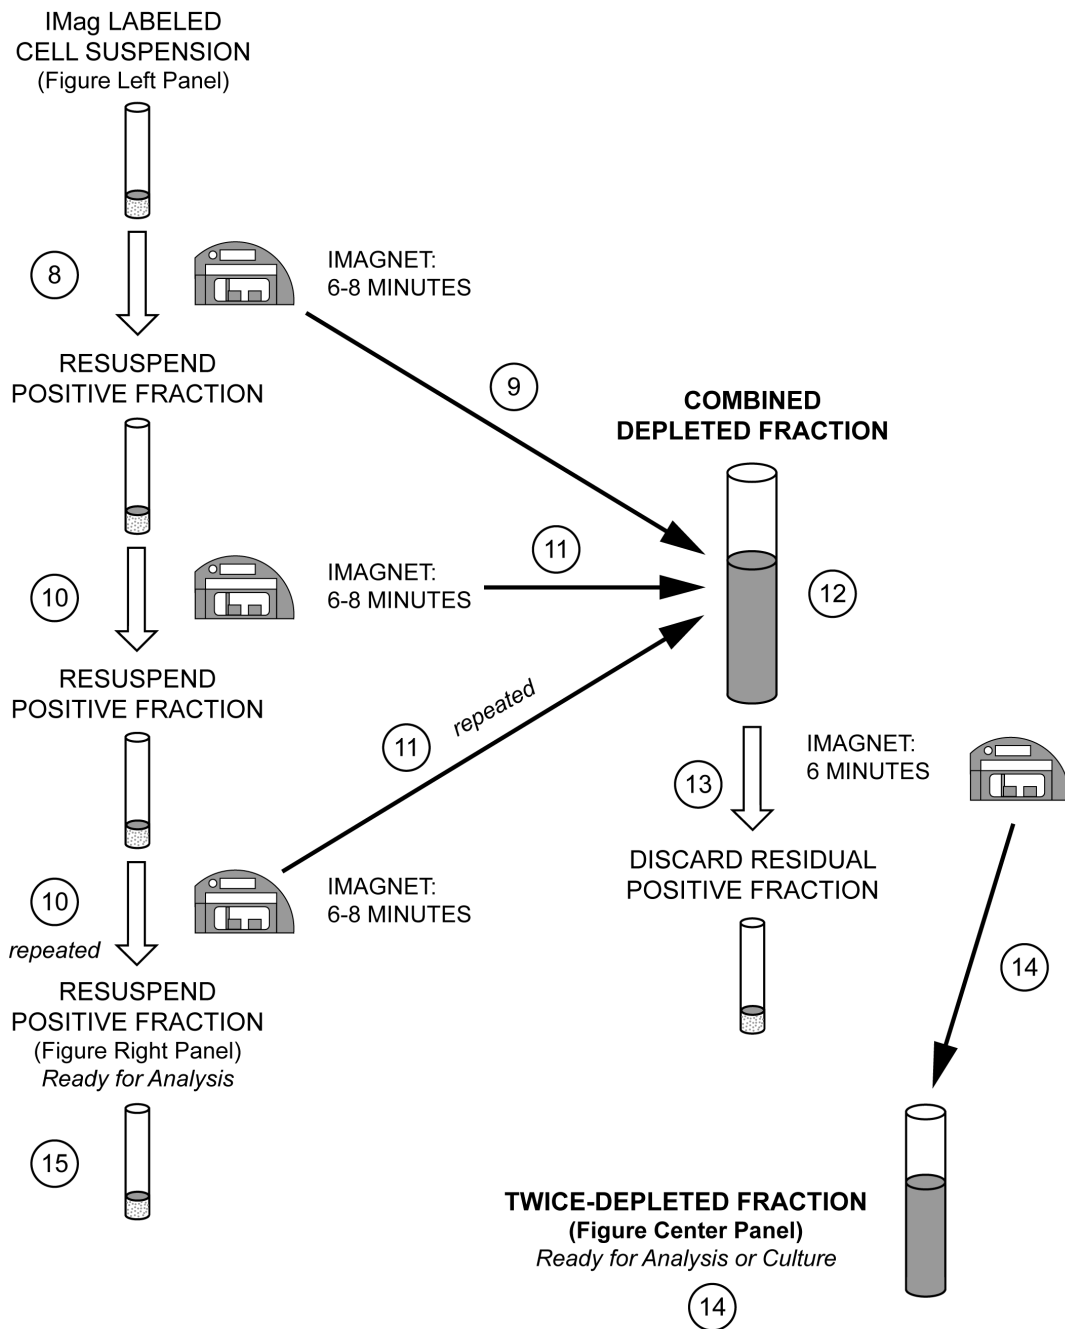 IMag LABELED
CELL SUSPENSION
(Figure Left Panel)
8
IMAGNET:
6-8 MINUTES
RESUSPEND
POSITIVE FRACTION
9
COMBINED
DEPLETED FRACTION
10
IMAGNET:
6-8 MINUTES
11
12
RESUSPEND
POSITIVE FRACTION
11
repeated
13
IMAGNET:
6 MINUTES
DISCARD RESIDUAL
POSITIVE FRACTION
10
repeated
IMAGNET:
6-8 MINUTES
14
RESUSPEND
POSITIVE FRACTION
(Figure Right Panel)
Ready for Analysis
15
TWICE-DEPLETED FRACTION
(Figure Center Panel)
Ready for Analysis or Culture
14